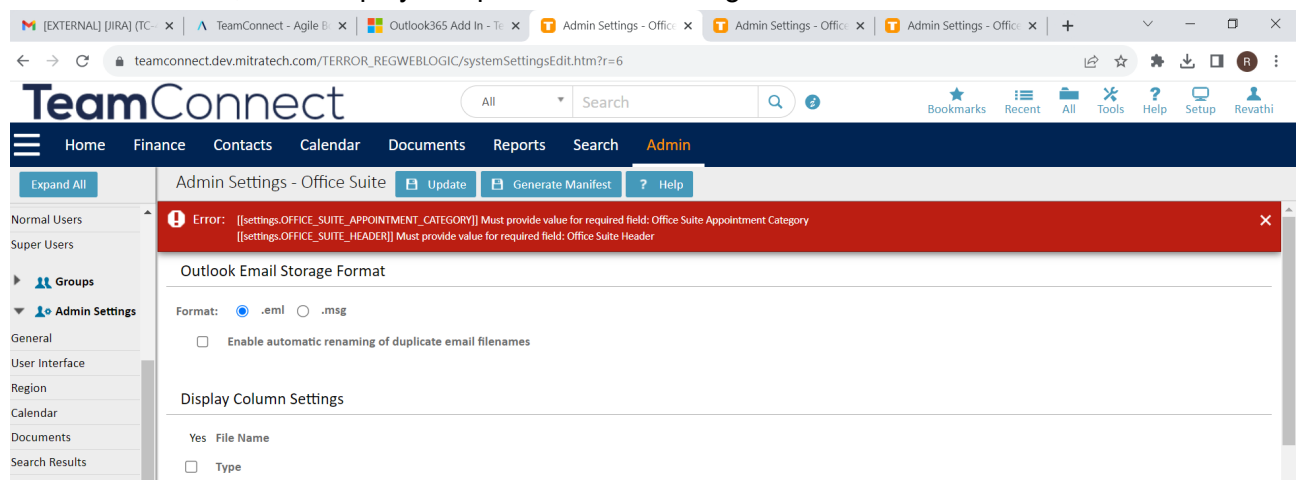 [EXTERNAL] [JIRA] (TC-
TeamConnect - Agile B
Outlook365 Add In - Te
Admin Settings - Office
Admin Settings - Office
Admin Settings - Office
teamconnect.dev.mitratech.com/TERROR_REGWEBLOGIC/systemSettingsEdit.htm?r=6
R
TeamConnect
All
Search
Bookmarks Recent All Tools Help Setup Revathi
Home Finance Contacts Calendar Documents Reports Search Admin
Expand All
Admin Settings - Office Suite Update Generate Manifest ? Help
Normal Users
Super Users
Groups
Admin Settings
General
User Interface
Region
Calendar
Documents
Search Results
Error: [[settings.OFFICE_SUITE_APPOINTMENT_CATEGORY]] Must provide value for required field: Office Suite Appointment Category
[[settings.OFFICE_SUITE_HEADER]] Must provide value for required field: Office Suite Header
Outlook Email Storage Format
Format: .eml .msg
Enable automatic renaming of duplicate email filenames
Display Column Settings
Yes File Name
Type